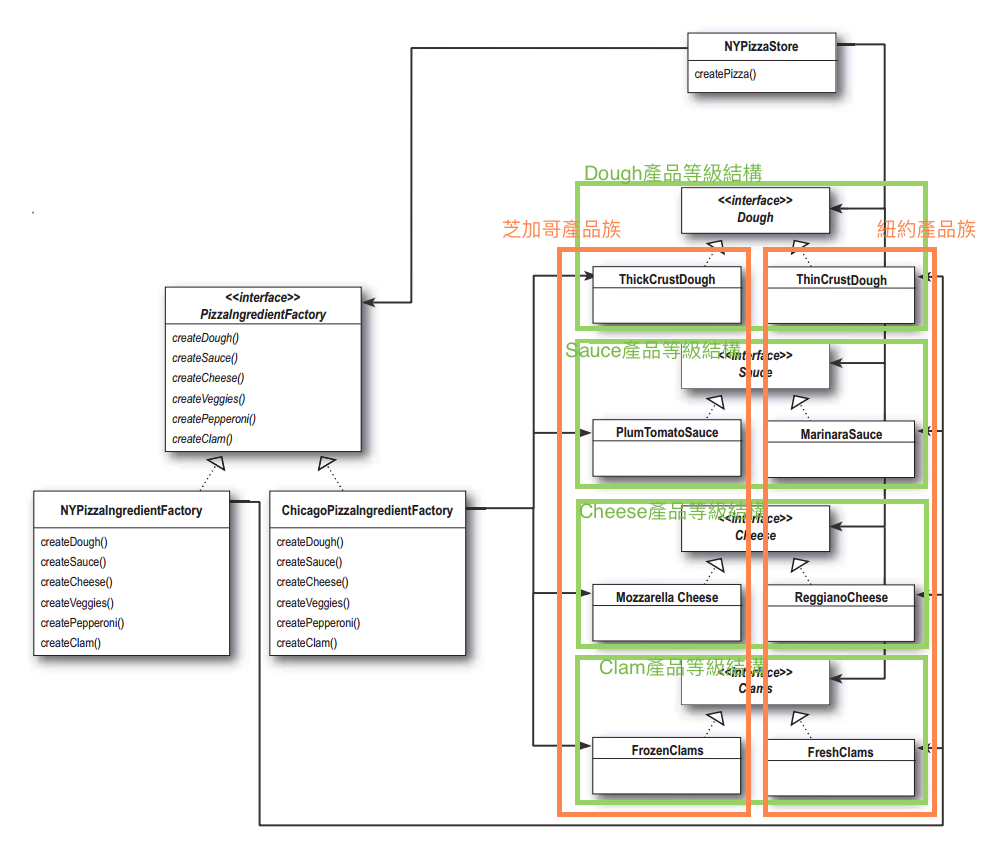 NYPizzaStore
createPizza()
Dough產品等級結構
<<interface>>
Dough
芝加哥產品族
紐約產品族
ThickCrustDough
ThinCrustDough
<<interface>>
PizzaIngredientFactory
createDough()
createSauce()
createCheese()
createVeggies()
createPepperoni()
createClam()
Sauce產品等級結構
<<interface>>
Sauce
PlumTomatoSauce
MarinaraSauce
NYPizzaIngredientFactory
createDough()
createSauce()
createCheese()
createVeggies()
createPepperoni()
createClam()
ChicagoPizzaIngredientFactory
createDough()
createSauce()
createCheese()
createVeggies()
createPepperoni()
createClam()
Cheese產品等級結構
<<interface>>
Cheese
Mozzarella Cheese
ReggianoCheese
Clam產品等級結構
<<interface>>
Clams
FrozenClams
FreshClams